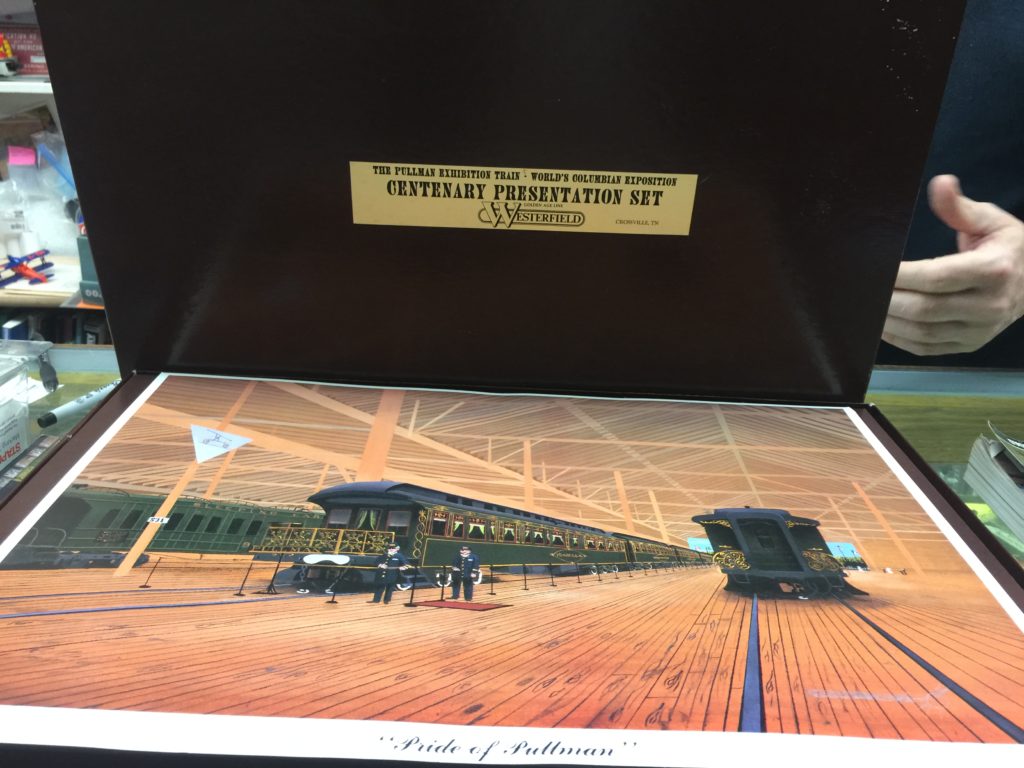 THE PULLMAN EXHIBITION TRAIN - WORLD'S COLUMBIAN EXPOSITION
CENTENARY PRESENTATION SET
GOLDEN AGE LINE
WESTERFIELD
CROSSVILLE, TN
531
"Pride of Pullman"